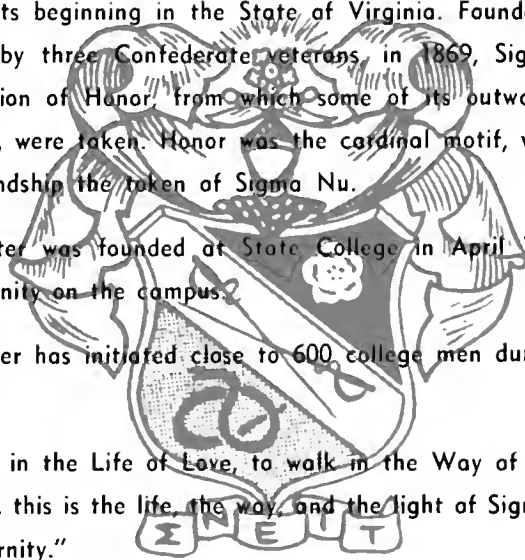 ts beginning in the State of Virginia. Found
by three Confederate veterans, in 1869, Sig
ion of Honor, from which some of its outwa
, were taken. Honor was the cardinal motif, v
ndship the token of Sigma Nu.
ter was founded at State College in April
nity on the campus.
er has initiated close to 600 college men du
in the Life of Love, to walk in the Way of
, this is the life, the way, and the light of Sig
rnity."
Σ N E T T